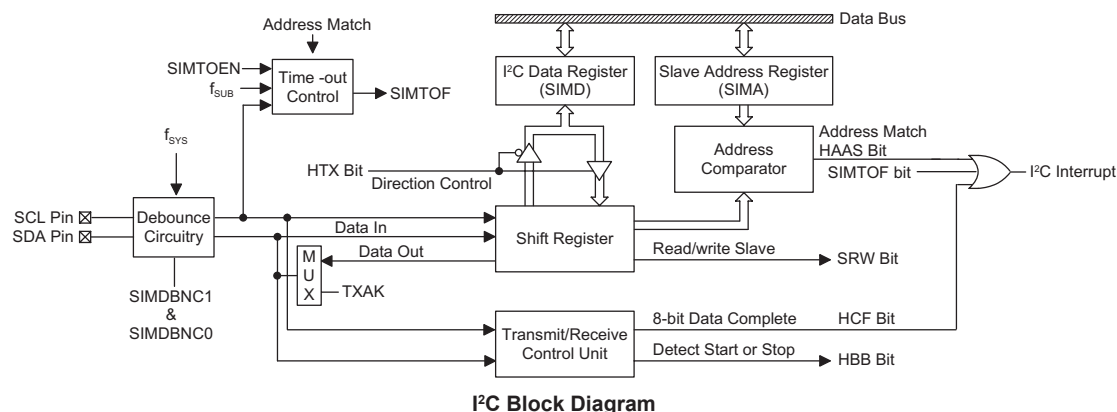 Data Bus
Address Match
SIMTOEN
fSUB
Time -out
Control
SIMTOF
I²C Data Register
(SIMD)
Slave Address Register
(SIMA)
fSYS
HTX Bit
Direction Control
Address
Comparator
Address Match
HAAS Bit
SIMTOF bit
I²C Interrupt
SCL Pin
SDA Pin
Debounce
Circuitry
Data In
Data Out
Shift Register
Read/write Slave
SRW Bit
M
U
X
TXAK
SIMDBNC1
&
SIMDBNC0
Transmit/Receive
Control Unit
8-bit Data Complete
HCF Bit
Detect Start or Stop
HBB Bit
I²C Block Diagram